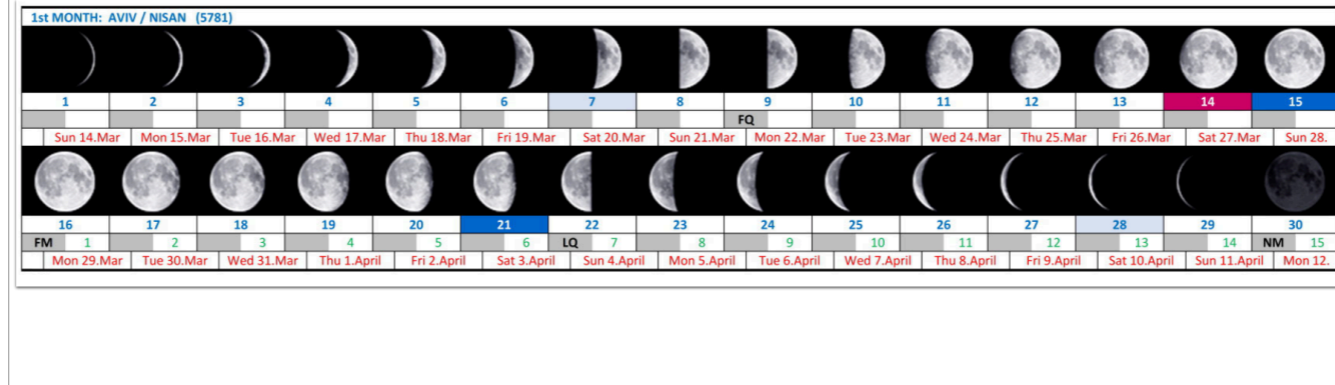 1st MONTH: AVIV / NISAN (5781)
1 2 3 4 5 6 7 8 9 10 11 12 13 14 15
FQ
Sun 14.Mar Mon 15.Mar Tue 16.Mar Wed 17.Mar Thu 18.Mar Fri 19.Mar Sat 20.Mar Sun 21.Mar Mon 22.Mar Tue 23.Mar Wed 24.Mar Thu 25.Mar Fri 26.Mar Sat 27.Mar Sun 28.
16 17 18 19 20 21 22 23 24 25 26 27 28 29 30
FM 1 2 3 4 5 6 LQ 7 8 9 10 11 12 13 14 NM 15
Mon 29.Mar Tue 30.Mar Wed 31.Mar Thu 1.April Fri 2.April Sat 3.April Sun 4.April Mon 5.April Tue 6.April Wed 7.April Thu 8.April Fri 9.April Sat 10.April Sun 11.April Mon 12.